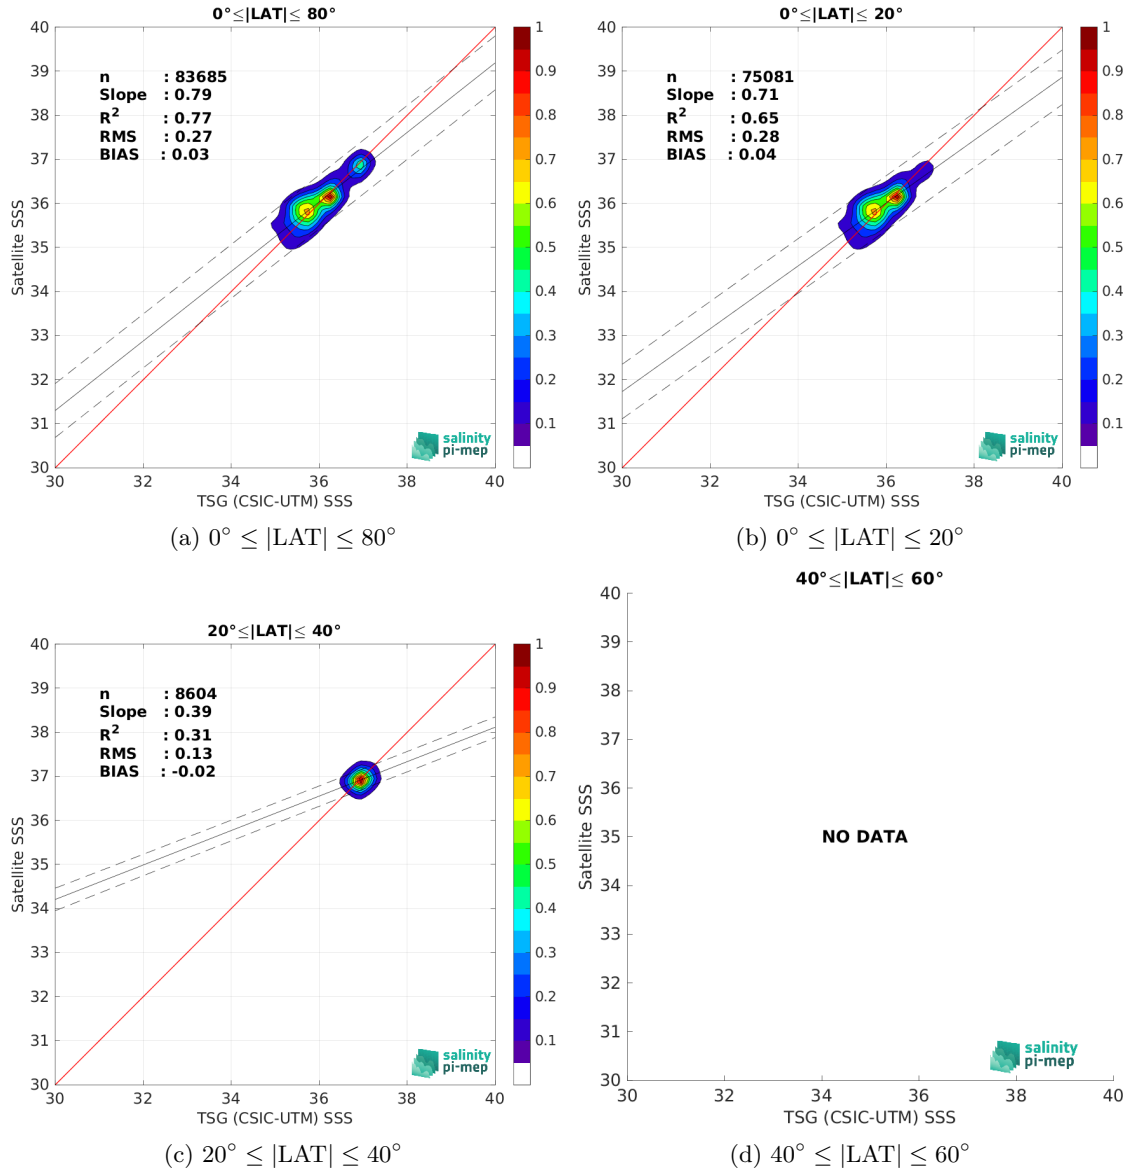 0°≤|LAT|≤ 80°
40
39
38
37
36
35
34
33
32
31
30
n : 83685
Slope : 0.79
R² : 0.77
RMS : 0.27
BIAS : 0.03
Satellite SSS
30 32 34 36 38 40
TSG (CSIC-UTM) SSS
salinity
pi-mep
1
0.9
0.8
0.7
0.6
0.5
0.4
0.3
0.2
0.1
(a) 0° ≤ |LAT| ≤ 80°
0°≤|LAT|≤ 20°
40
39
38
37
36
35
34
33
32
31
30
n : 75081
Slope : 0.71
R² : 0.65
RMS : 0.28
BIAS : 0.04
Satellite SSS
30 32 34 36 38 40
TSG (CSIC-UTM) SSS
salinity
pi-mep
1
0.9
0.8
0.7
0.6
0.5
0.4
0.3
0.2
0.1
(b) 0° ≤ |LAT| ≤ 20°
20°≤|LAT|≤ 40°
40
39
38
37
36
35
34
33
32
31
30
n : 8604
Slope : 0.39
R² : 0.31
RMS : 0.13
BIAS : -0.02
Satellite SSS
30 32 34 36 38 40
TSG (CSIC-UTM) SSS
salinity
pi-mep
1
0.9
0.8
0.7
0.6
0.5
0.4
0.3
0.2
0.1
(c) 20° ≤ |LAT| ≤ 40°
40°≤|LAT|≤ 60°
40
39
38
37
36
35
34
33
32
31
30
NO DATA
Satellite SSS
30 32 34 36 38 40
TSG (CSIC-UTM) SSS
salinity
pi-mep
(d) 40° ≤ |LAT| ≤ 60°